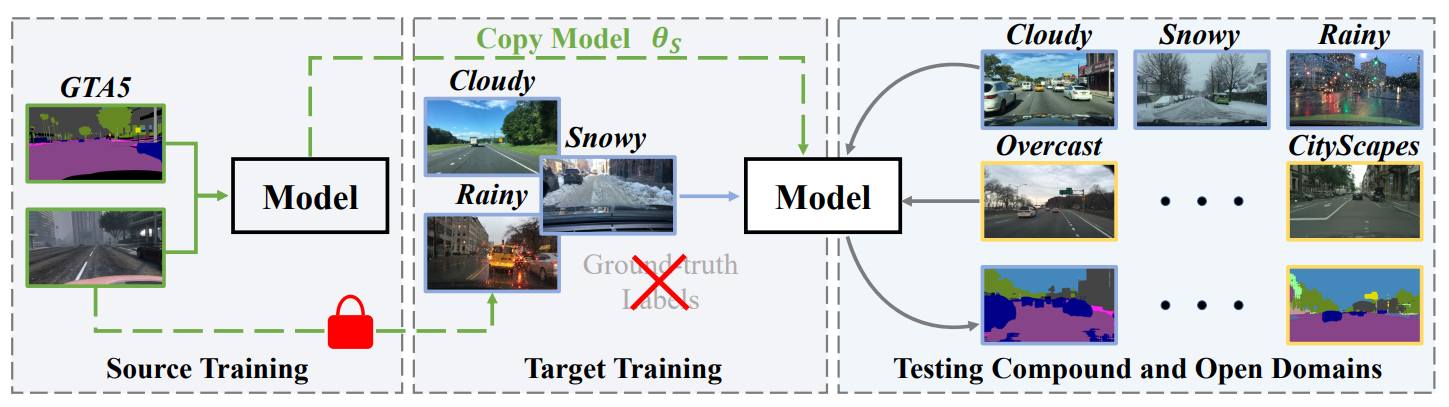 GTA5
Model
Source Training
Copy Model θ_S
Cloudy
Snowy
Rainy
Ground-truth
Labels
Model
Target Training
Cloudy
Snowy
Rainy
Overcast
CityScapes
Testing Compound and Open Domains